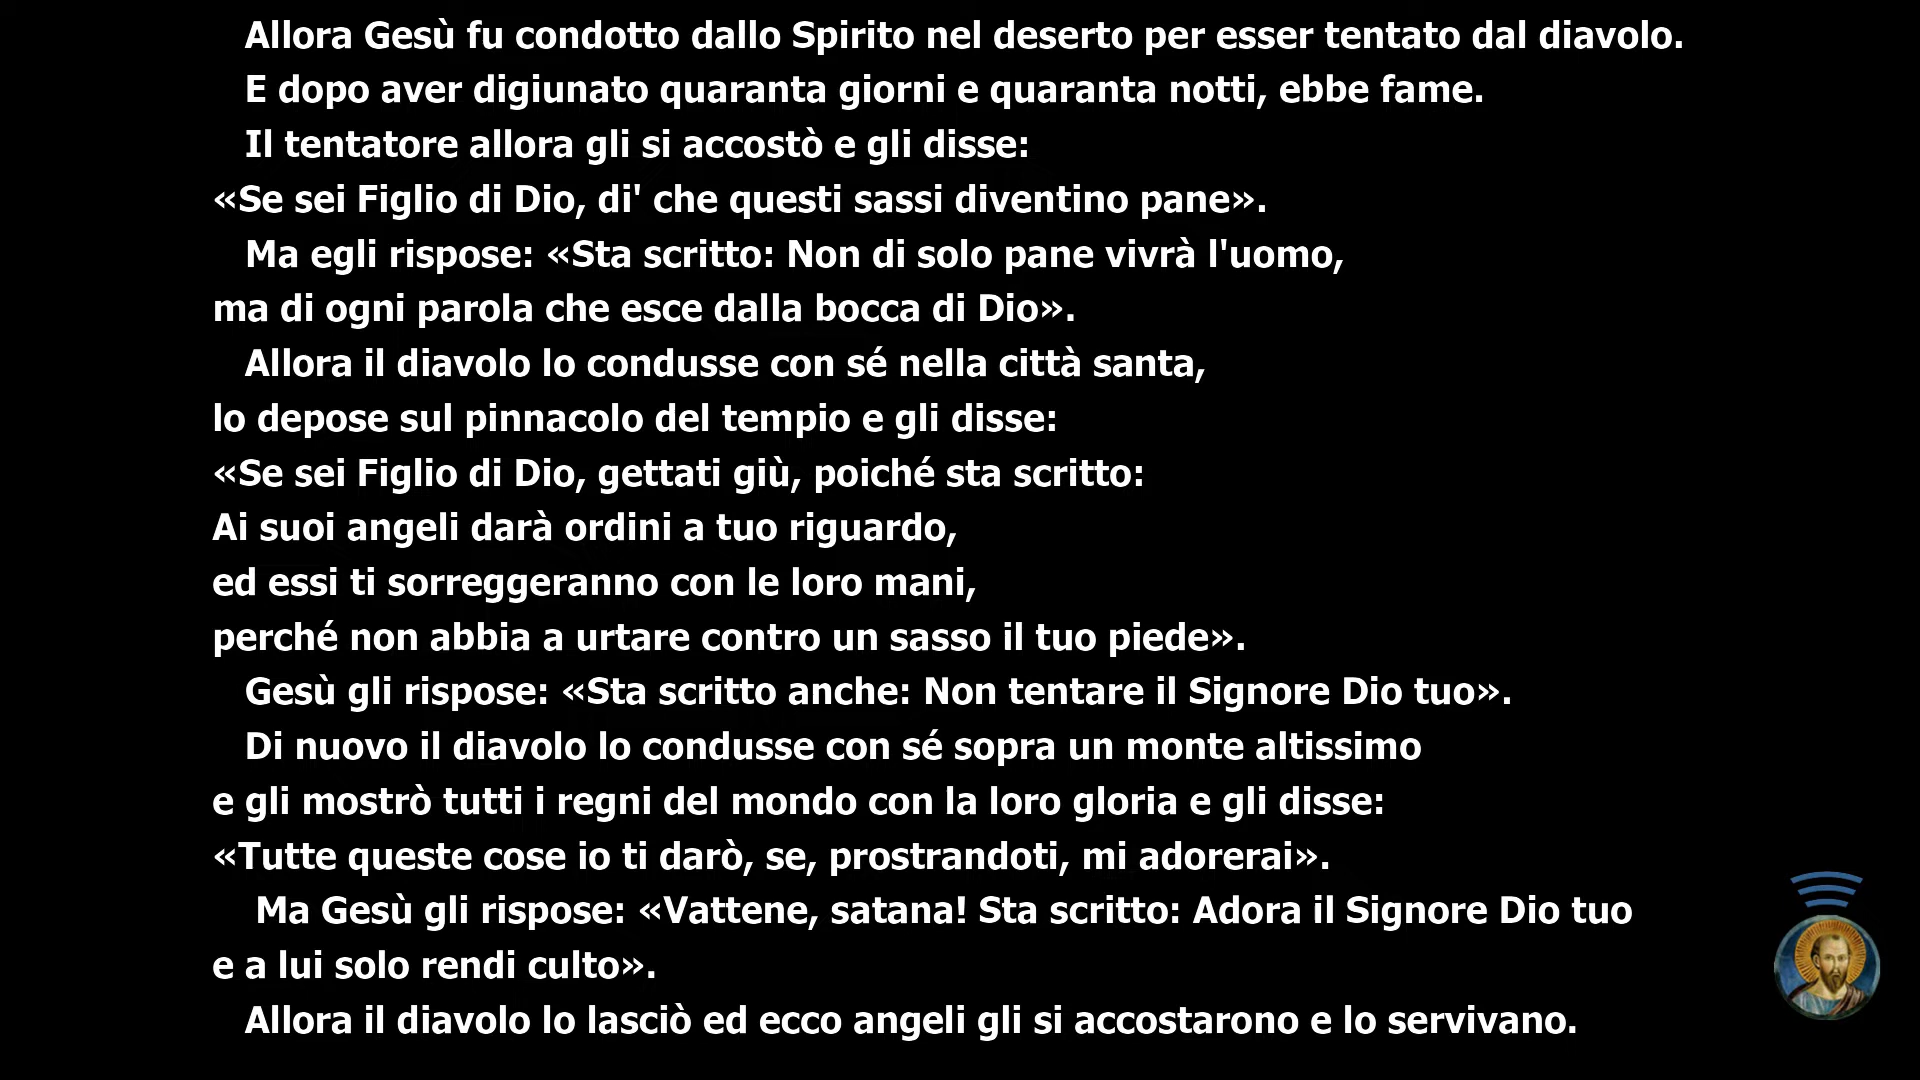 Allora Gesù fu condotto dallo Spirito nel deserto per esser tentato dal diavolo.
E dopo aver digiunato quaranta giorni e quaranta notti, ebbe fame.
Il tentatore allora gli si accostò e gli disse:
«Se sei Figlio di Dio, di' che questi sassi diventino pane».
Ma egli rispose: «Sta scritto: Non di solo pane vivrà l'uomo,
ma di ogni parola che esce dalla bocca di Dio».
Allora il diavolo lo condusse con sé nella città santa,
lo depose sul pinnacolo del tempio e gli disse:
«Se sei Figlio di Dio, gettati giù, poiché sta scritto:
Ai suoi angeli darà ordini a tuo riguardo,
ed essi ti sorreggeranno con le loro mani,
perché non abbia a urtare contro un sasso il tuo piede».
Gesù gli rispose: «Sta scritto anche: Non tentare il Signore Dio tuo».
Di nuovo il diavolo lo condusse con sé sopra un monte altissimo
e gli mostrò tutti i regni del mondo con la loro gloria e gli disse:
«Tutte queste cose io ti darò, se, prostrandoti, mi adorerai».
Ma Gesù gli rispose: «Vattene, satana! Sta scritto: Adora il Signore Dio tuo
e a lui solo rendi culto».
Allora il diavolo lo lasciò ed ecco angeli gli si accostarono e lo servivano.